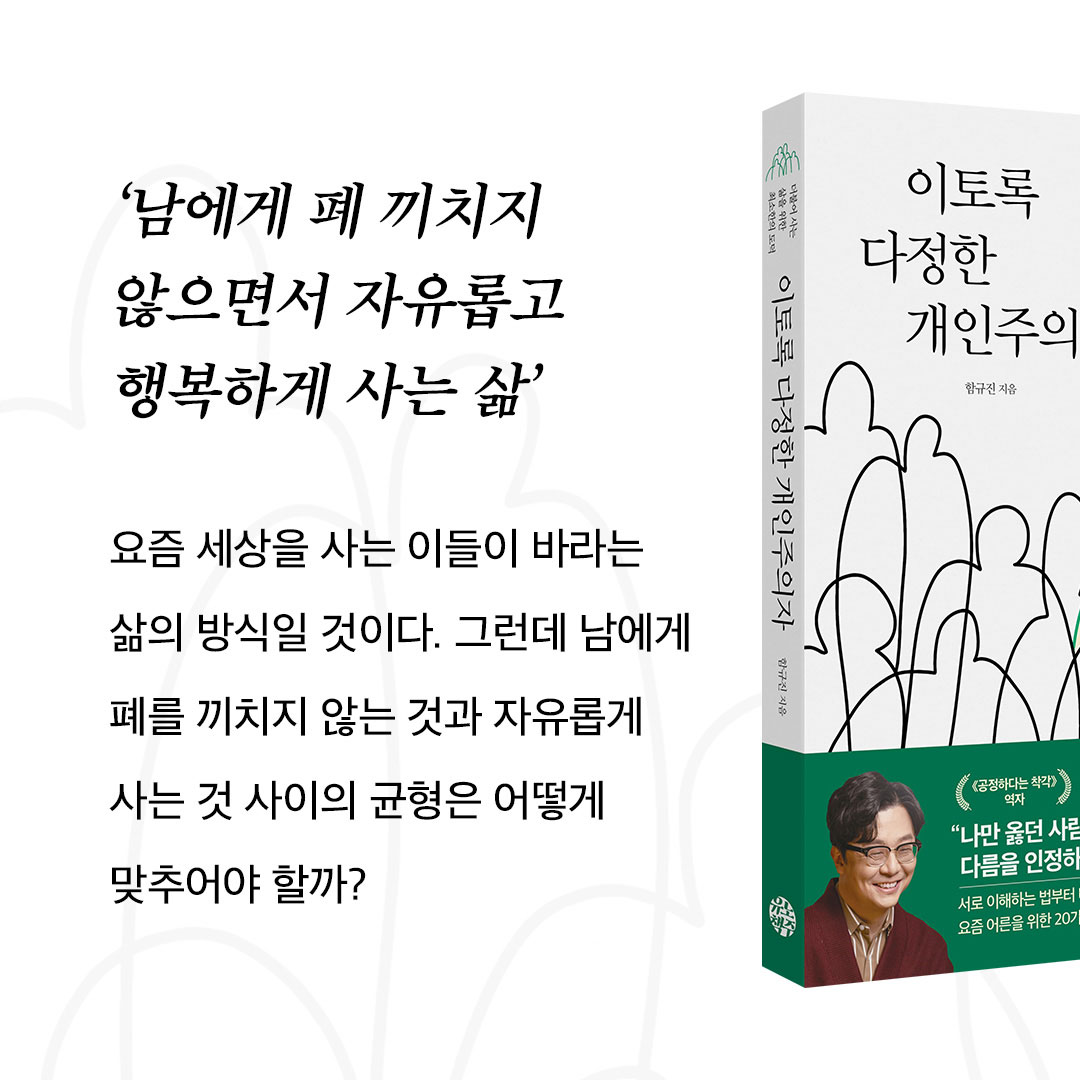 ‘남에게 폐 끼치지
않으면서 자유롭고
행복하게 사는 삶’
요즘 세상을 사는 이들이 바라는
삶의 방식일 것이다. 그런데 남에게
폐를 끼치지 않는 것과 자유롭게
사는 것 사이의 균형은 어떻게
맞추어야 할까?
더불어 사는
삶을 위한
최소한의 도덕
이토록 다정한 개인주의자
함규진 지음
이토록
다정한
개인주의
함규진 지음
《공정하다는 착각》
역자
“나만 옳던 사람
다름을 인정하
서로 이해하는 법부터
요즘 어른을 위한 20가